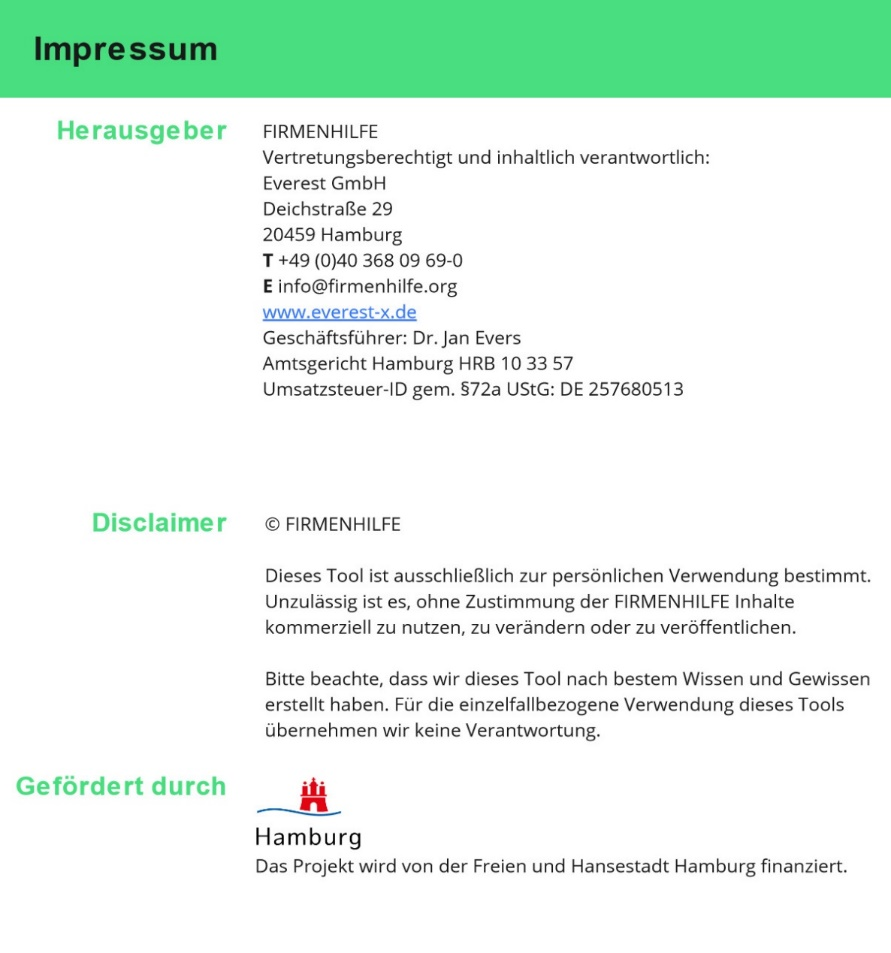 Impressum
Herausgeber
FIRMENHILFE
Vertretungsberechtigt und inhaltlich verantwortlich:
Everest GmbH
Deichstraße 29
20459 Hamburg
T +49 (0)40 368 09 69-0
E info@firmenhilfe.org
www.everest-x.de
Geschäftsführer: Dr. Jan Evers
Amtsgericht Hamburg HRB 10 33 57
Umsatzsteuer-ID gem. §72a UStG: DE 257680513
Disclaimer
© FIRMENHILFE
Dieses Tool ist ausschließlich zur persönlichen Verwendung bestimmt.
Unzulässig ist es, ohne Zustimmung der FIRMENHILFE Inhalte
kommerziell zu nutzen, zu verändern oder zu veröffentlichen.
Bitte beachte, dass wir dieses Tool nach bestem Wissen und Gewissen
erstellt haben. Für die einzelfallbezogene Verwendung dieses Tools
übernehmen wir keine Verantwortung.
Gefördert durch
Hamburg
Das Projekt wird von der Freien und Hansestadt Hamburg finanziert.